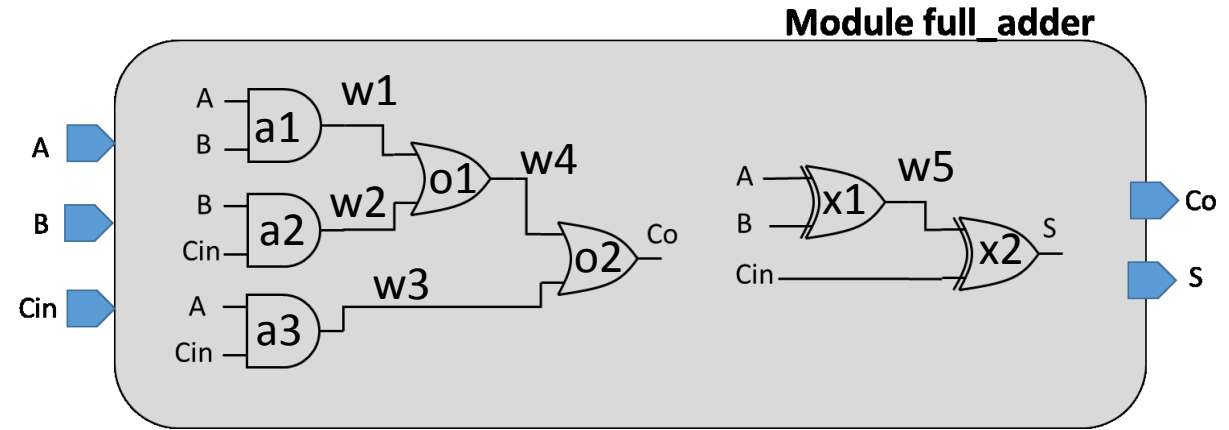 Module full_adder
A
B
Cin
A
B
a1
w1
B
Cin
a2
w2
A
Cin
a3
w3
o1
w4
o2
Co
A
B
x1
w5
Cin
x2
S
Co
S